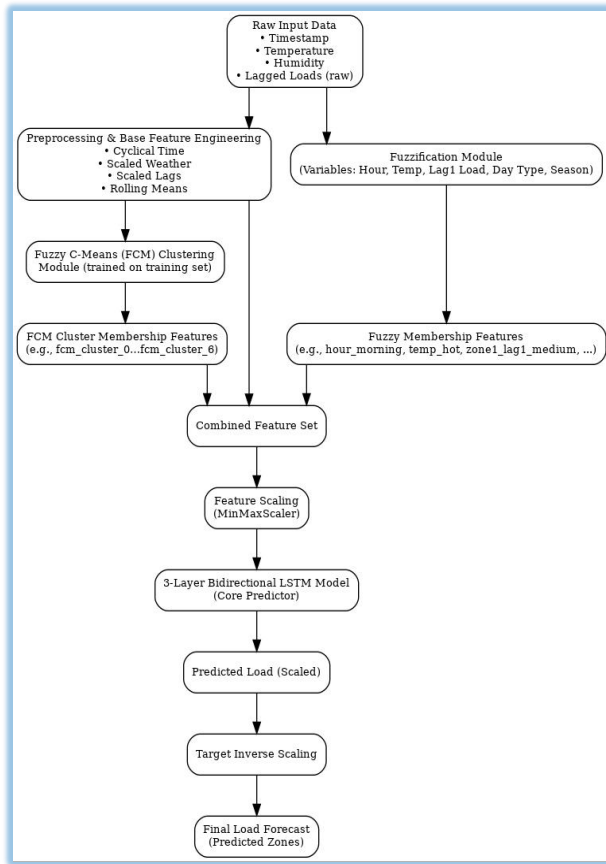 Raw Input Data
• Timestamp
• Temperature
• Humidity
• Lagged Loads (raw)
Preprocessing & Base Feature Engineering
• Cyclical Time
• Scaled Weather
• Scaled Lags
• Rolling Means
Fuzzification Module
(Variables: Hour, Temp, Lag1 Load, Day Type, Season)
Fuzzy C-Means (FCM) Clustering
Module (trained on training set)
FCM Cluster Membership Features
(e.g., fcm_cluster_0...fcm_cluster_6)
Fuzzy Membership Features
(e.g., hour_morning, temp_hot, zone1_lag1_medium, ...)
Combined Feature Set
Feature Scaling
(MinMaxScaler)
3-Layer Bidirectional LSTM Model
(Core Predictor)
Predicted Load (Scaled)
Target Inverse Scaling
Final Load Forecast
(Predicted Zones)